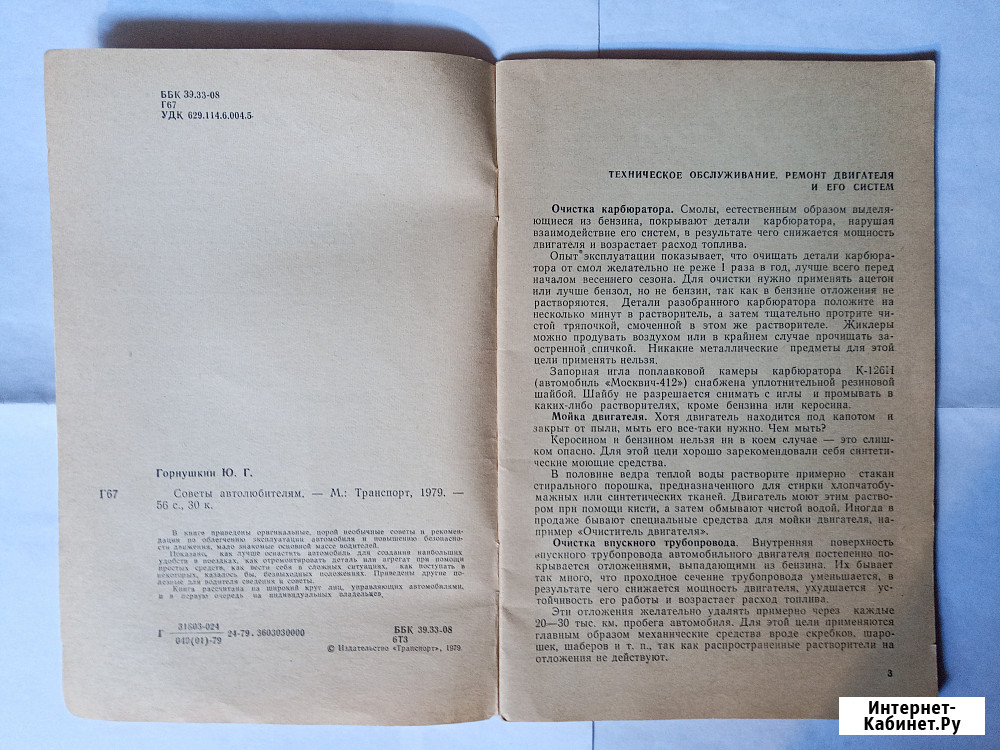 ББК 39.33-08
Г67
УДК 629.114.6.004.5
Горнушкин Ю. Г.
Г67 Советы автолюбителям. — М.: Транспорт, 1979. —
56 с., 30 к.
В книге приведены оригинальные, порой необычные советы и рекомен-
дации по облегчению эксплуатации автомобиля и повышению безопасно-
сти движения, мало знакомые основной массе водителей.
Показано, как лучше оснастить автомобиль для создания наибольших
удобств в поездках, как отремонтировать деталь или агрегат при помощи
простых средств, как вести себя в сложных ситуациях, как поступать в
некоторых, казалось бы, безвыходных положениях. Приведены другие по-
лезные для водителя сведения и советы.
Книга рассчитана на широкий круг лиц, управляющих автомобилями,
и в первую очередь на индивидуальных владельцев.
Г 31803-024 24-79. 3603030000 ББК 39.33-08
049(01)-79 6Т3
© Издательство «Транспорт», 1979.
ТЕХНИЧЕСКОЕ ОБСЛУЖИВАНИЕ. РЕМОНТ ДВИГАТЕЛЯ
И ЕГО СИСТЕМ
Очистка карбюратора. Смолы, естественным образом выделя-
ющиеся из бензина, покрывают детали карбюратора, нарушая
взаимодействие его систем, в результате чего снижается мощность
двигателя и возрастает расход топлива.
Опыт эксплуатации показывает, что очищать детали карбюра-
тора от смол желательно не реже 1 раза в год, лучше всего перед
началом весеннего сезона. Для очистки нужно применять ацетон
или лучше бензол, но не бензин, так как в бензине отложения не
растворяются. Детали разобранного карбюратора положите на
несколько минут в растворитель, а затем тщательно протрите чи-
стой тряпочкой, смоченной в этом же растворителе. Жиклеры
можно продувать воздухом или в крайнем случае прочищать за-
остренной спичкой. Никакие металлические предметы для этой
цели применять нельзя.
Запорная игла поплавковой камеры карбюратора К-126Н
(автомобиль «Москвич-412») снабжена уплотнительной резиновой
шайбой. Шайбу не разрешается снимать с иглы и промывать в
каких-либо растворителях, кроме бензина или керосина.
Мойка двигателя. Хотя двигатель находится под капотом и
закрыт от пыли, мыть его все-таки нужно. Чем мыть?
Керосином и бензином нельзя ни в коем случае — это слиш-
ком опасно. Для этой цели хорошо зарекомендовали себя синтети-
ческие моющие средства.
В половине ведра теплой воды растворите примерно стакан
стирального порошка, предназначенного для стирки хлопчатобу-
мажных или синтетических тканей. Двигатель моют этим раство-
ром при помощи кисти, а затем обмывают чистой водой. Иногда в
продаже бывают специальные средства для мойки двигателя, на-
пример «Очиститель двигателя».
Очистка впускного трубопровода. Внутренняя поверхность
впускного трубопровода автомобильного двигателя постепенно по-
крывается отложениями, выпадающими из бензина. Их бывает
так много, что проходное сечение трубопровода уменьшается, в
результате чего снижается мощность двигателя, ухудшается ус-
тойчивость его работы и возрастает расход топлива.
Эти отложения желательно удалять примерно через каждые
20—30 тыс. км. пробега автомобиля. Для этой цели применяются
главным образом механические средства вроде скребков, шаро-
шек, шаберов и т. п., так как распространенные растворители на
отложения не действуют.
3
Интернет-
Кабинет.Ру